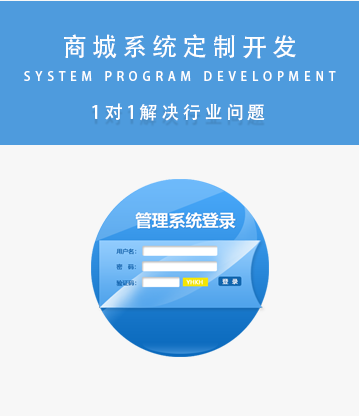 商城系统定制开发
SYSTEM PROGRAM DEVELOPMENT
1对1解决行业问题
管理系统登录
用户名：
密 码：
验证码：
登 录